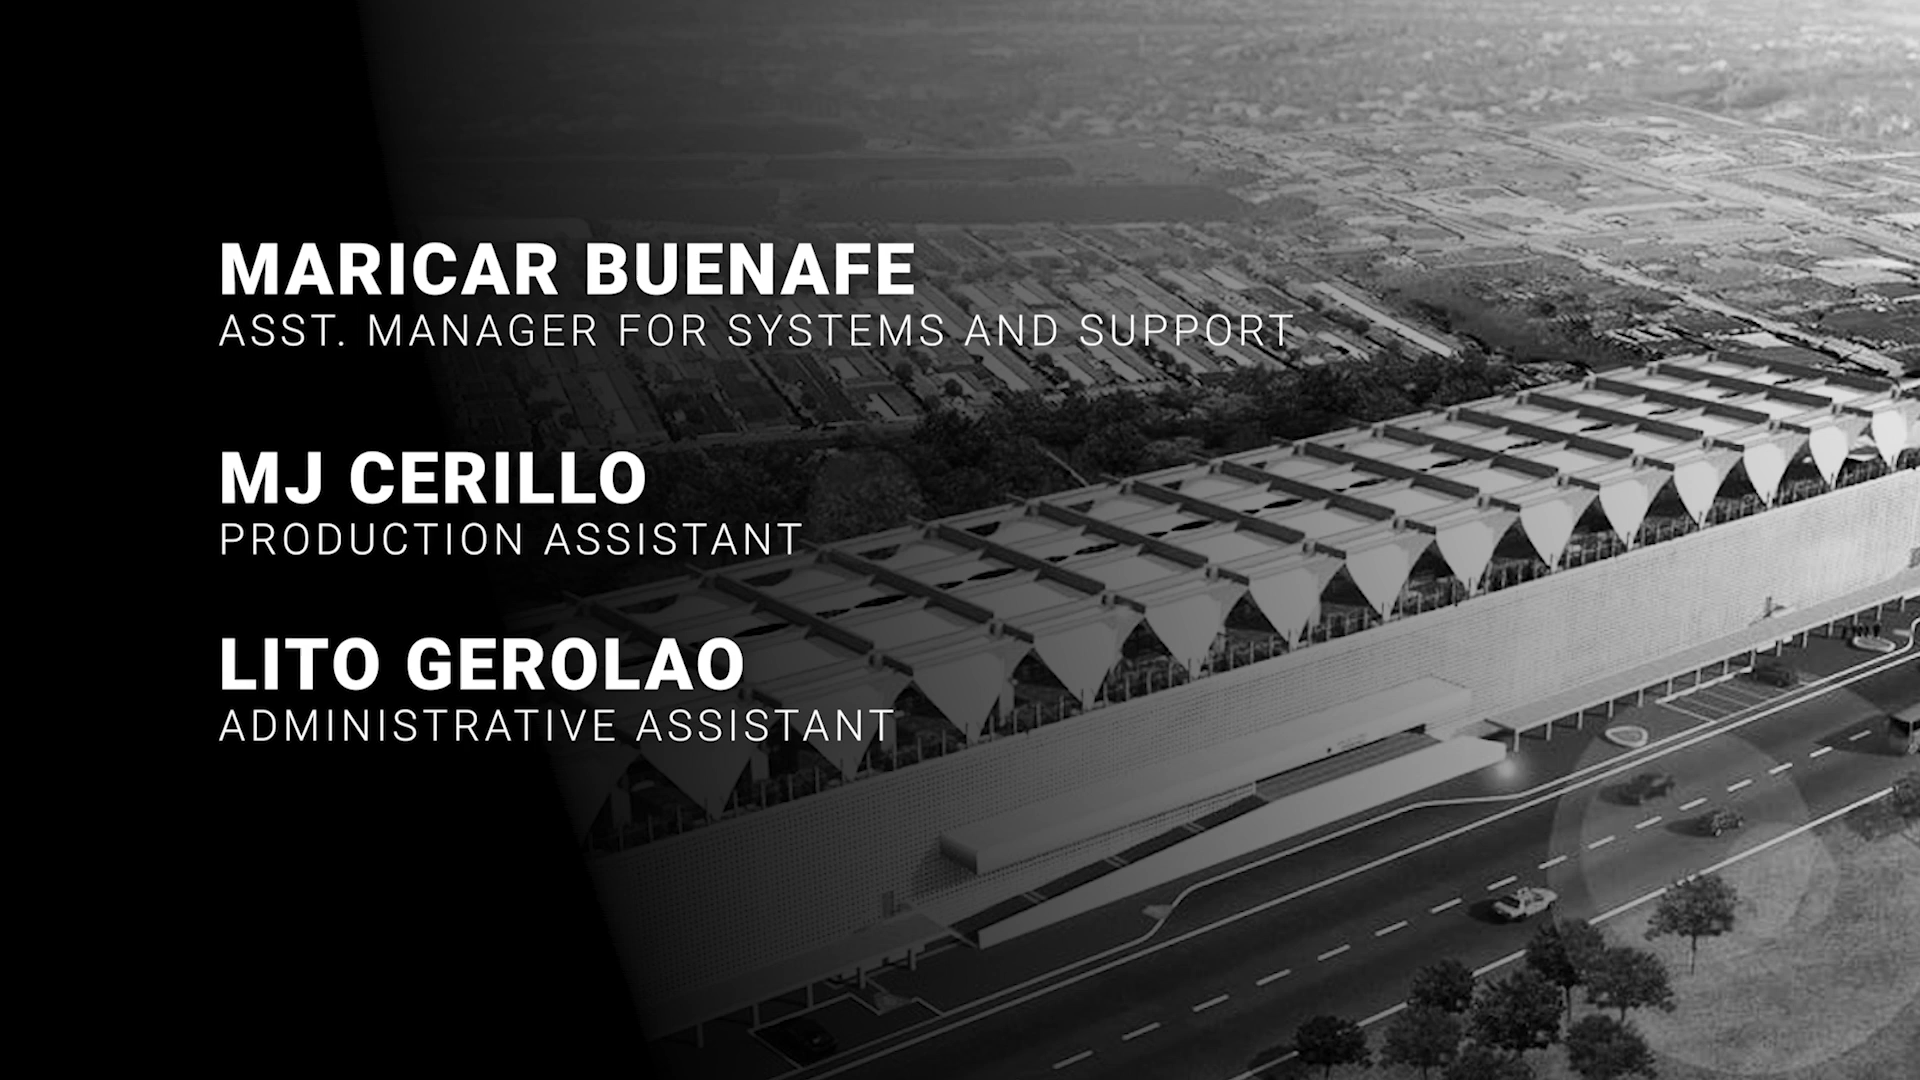 MARICAR BUENAFE
ASST. MANAGER FOR SYSTEMS AND SUPPORT
MJ CERILLO
PRODUCTION ASSISTANT
LITO GEROLAO
ADMINISTRATIVE ASSISTANT